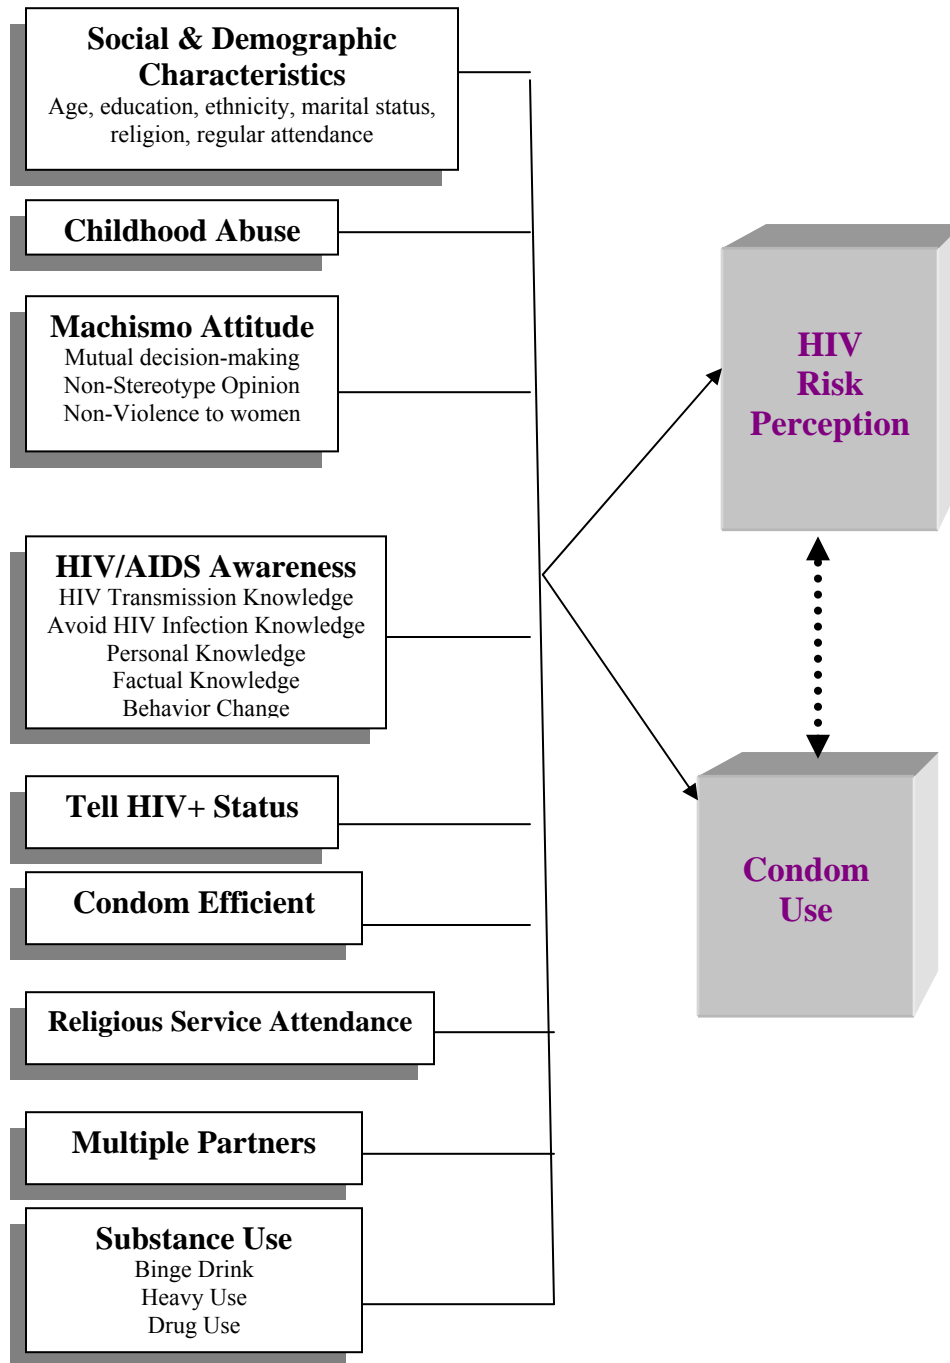 Social & Demographic
Characteristics
Age, education, ethnicity, marital status,
religion, regular attendance
Childhood Abuse
Machismo Attitude
Mutual decision-making
Non-Stereotype Opinion
Non-Violence to women
HIV/AIDS Awareness
HIV Transmission Knowledge
Avoid HIV Infection Knowledge
Personal Knowledge
Factual Knowledge
Behavior Change
Tell HIV+ Status
Condom Efficient
Religious Service Attendance
Multiple Partners
Substance Use
Binge Drink
Heavy Use
Drug Use
HIV
Risk
Perception
Condom
Use